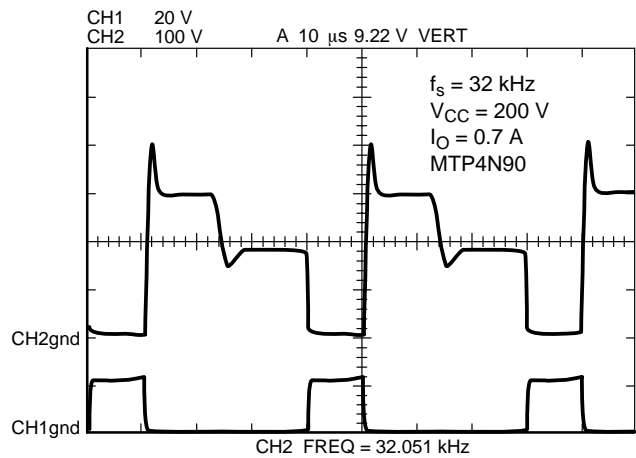 CH1 20 V
CH2 100 V A 10 μs 9.22 V VERT
fs = 32 kHz
VCC = 200 V
IO = 0.7 A
MTP4N90
CH2gnd
CH1gnd
CH2 FREQ = 32.051 kHz